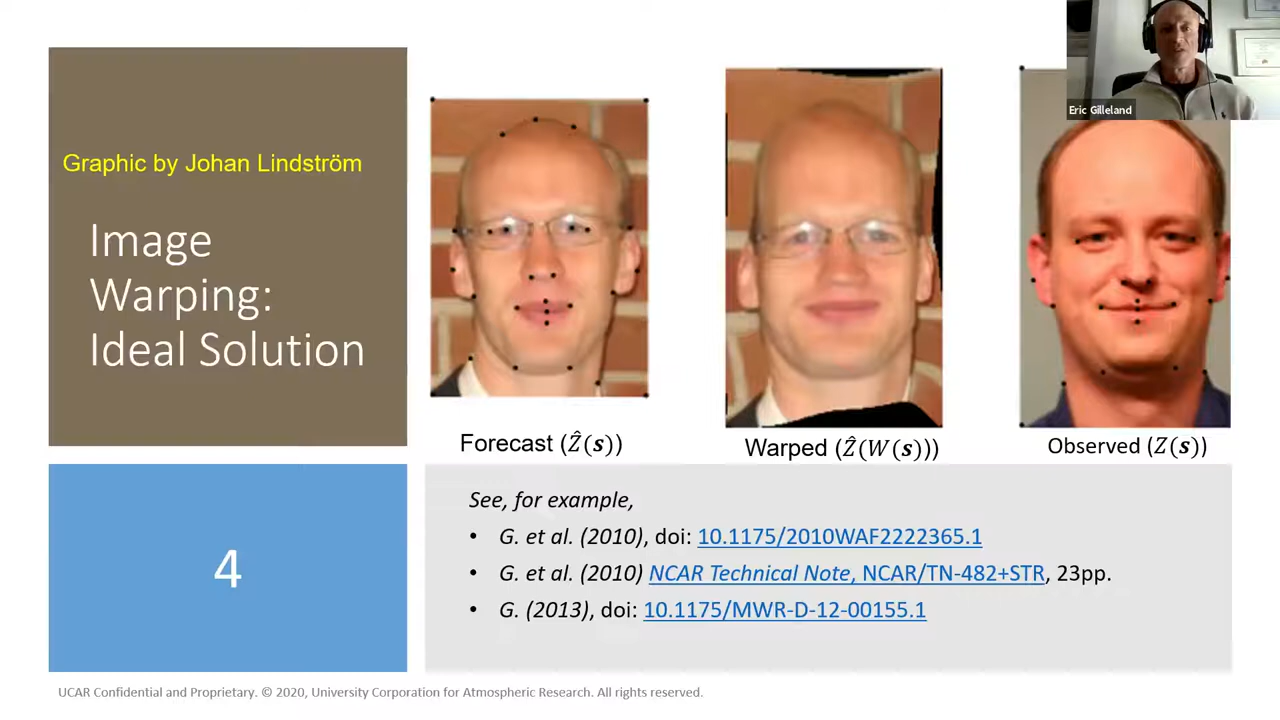 Graphic by Johan Lindström
Image
Warping:
Ideal Solution
4
Eric Gilleland
Forecast (Ẑ(s))
Warped (Ẑ(W(s)))
Observed (Z(s))
See, for example,
• G. et al. (2010), doi: 10.1175/2010WAF2222365.1
• G. et al. (2010) NCAR Technical Note, NCAR/TN-482+STR, 23pp.
• G. (2013), doi: 10.1175/MWR-D-12-00155.1
UCAR Confidential and Proprietary. © 2020, University Corporation for Atmospheric Research. All rights reserved.